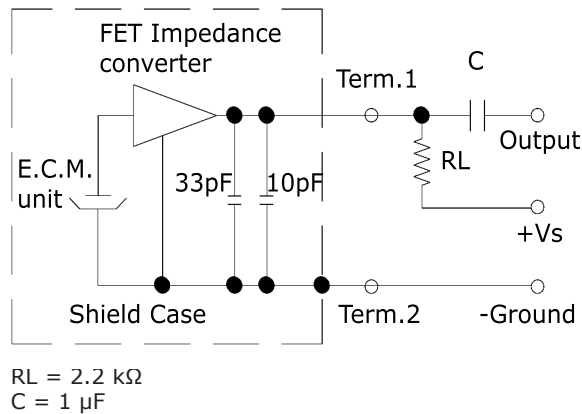 FET Impedance
converter
C
Term.1
Output
E.C.M.
unit
33pF
10pF
RL
+Vs
Shield Case
Term.2
-Ground
RL = 2.2 kΩ
C = 1 µF